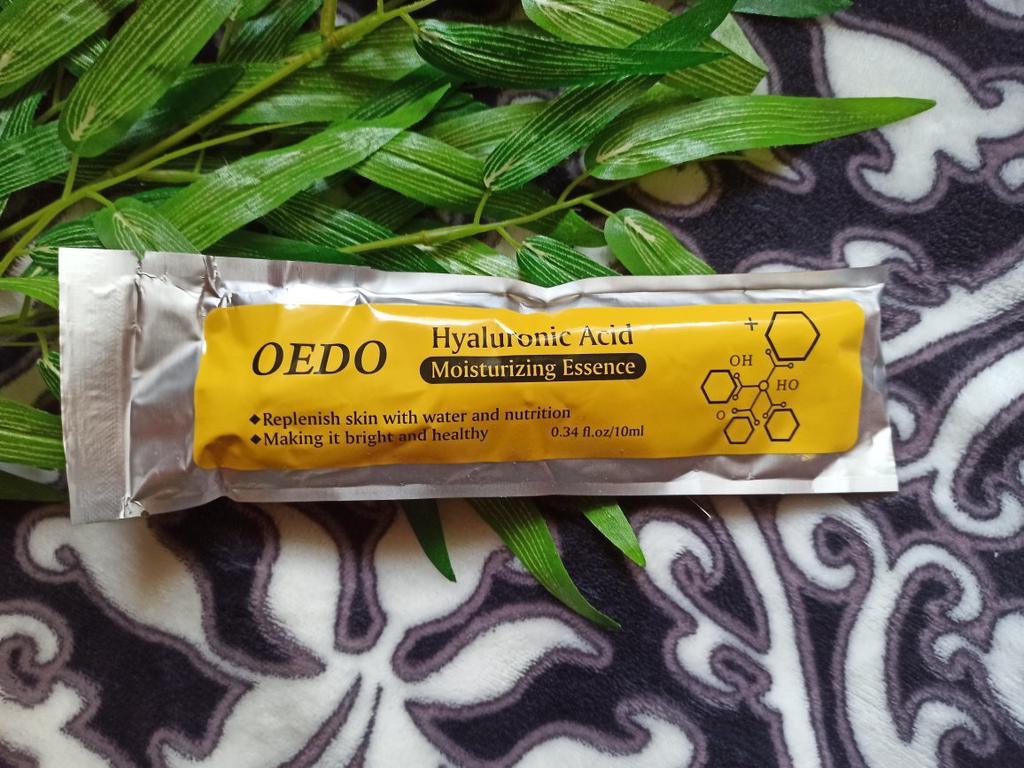 OEDO
Hyaluronic Acid
Moisturizing Essence
◆Replenish skin with water and nutrition
◆Making it bright and healthy
0.34 fl.oz/10ml
+
OH
HO
O